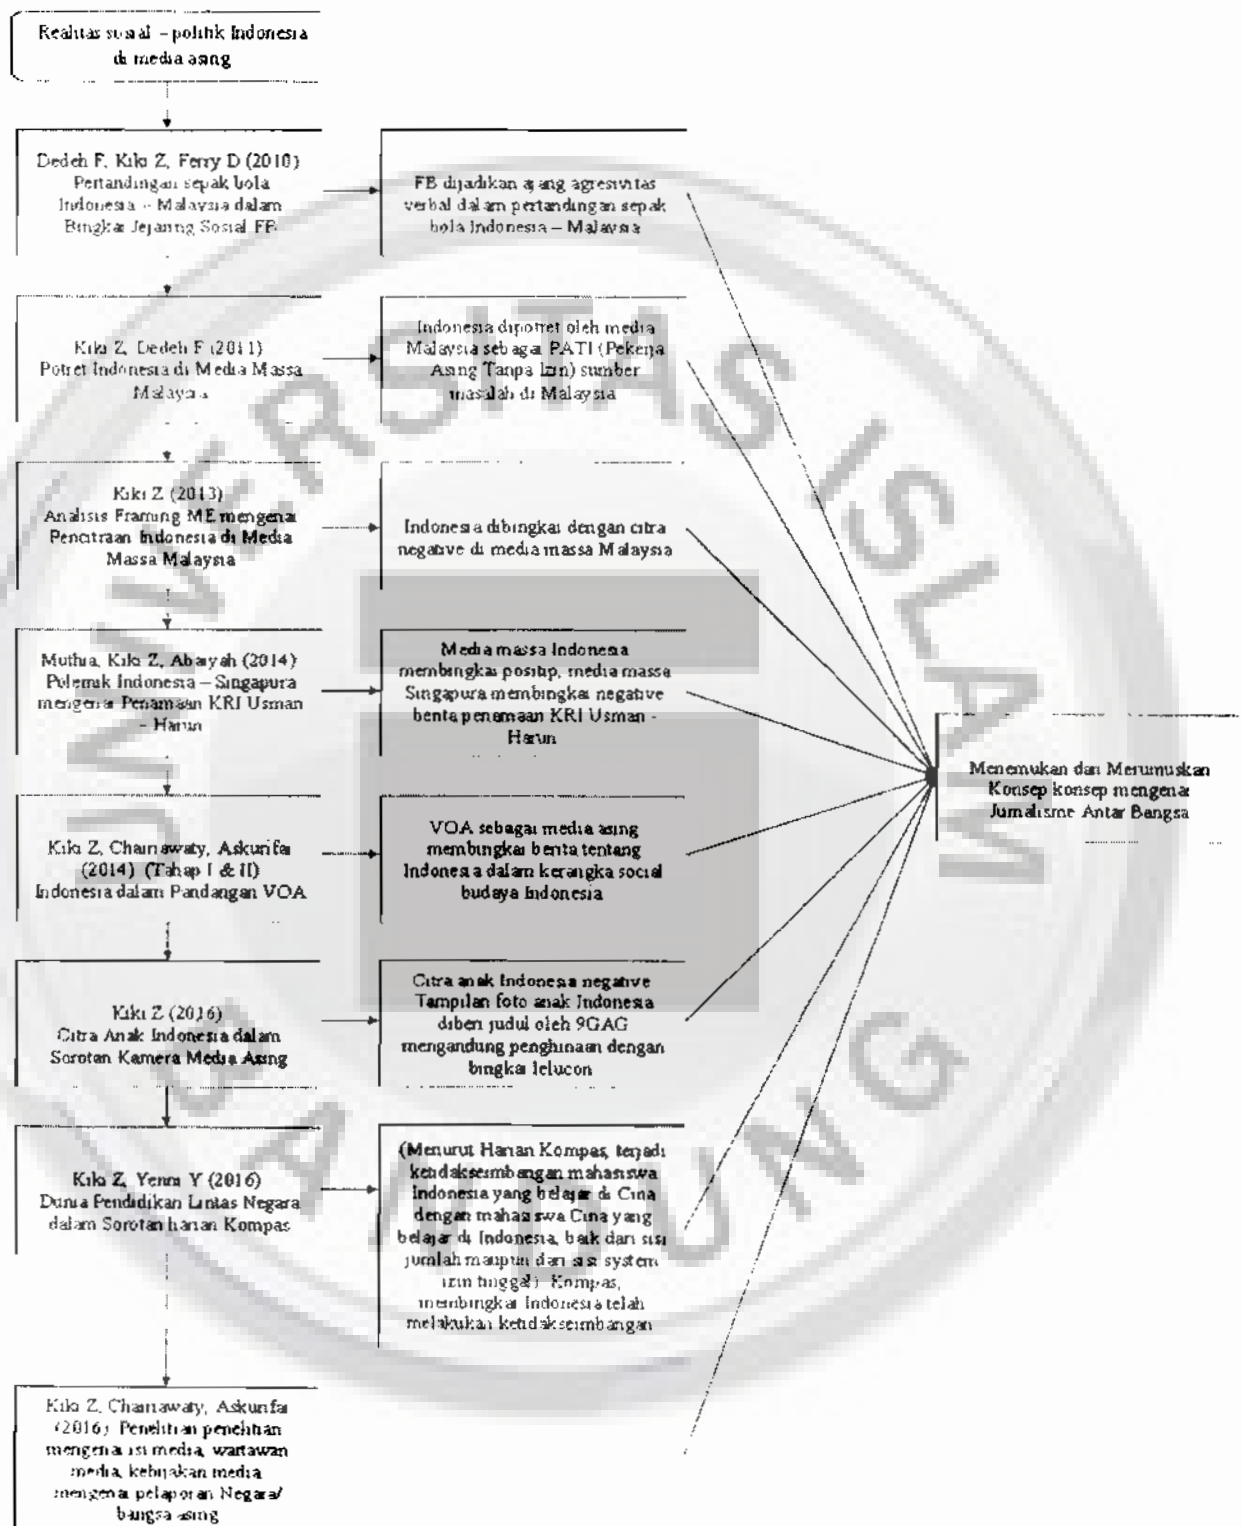 Realitas sosial – politik Indonesia
di media asing
Dedeh F, Kiki Z, Ferry D (2010)
Pertandingan sepak bola
Indonesia – Malaysia dalam
Bingkai Jejaring Sosial FB
FB dijadikan ajang agresivitas
verbal dalam pertandingan sepak
bola Indonesia – Malaysia
Kiki Z, Dedeh F (2011)
Potret Indonesia di Media Massa
Malaysia
Indonesia dipotret oleh media
Malaysia sebagai PATI (Pekerja
Asing Tanpa Izin) sumber
masalah di Malaysia
Kiki Z (2013)
Analisis Framing ME mengenai
Pencitraan Indonesia di Media
Massa Malaysia
Indonesia dibingkai dengan citra
negative di media massa Malaysia
Muthia, Kiki Z, Abaryah (2014)
Polemik Indonesia – Singapura
mengenai Penamaan KRI Usman
– Harun
Media massa Indonesia
membingkai positip, media massa
Singapura membingkai negative
berita penamaan KRI Usman -
Harun
Kiki Z, Chairiawaty, Askurifai
(2014) (Tahap I & II)
Indonesia dalam Pandangan VOA
VOA sebagai media asing
membingkai berita tentang
Indonesia dalam kerangka social
budaya Indonesia
Kiki Z (2016)
Citra Anak Indonesia dalam
Sorotan Kamera Media Asing
Citra anak Indonesia negative
Tampilan foto anak Indonesia
diberi judul oleh 9GAG
mengandung penghinaan dengan
bingkai lelucon
Kiki Z, Yenni Y (2016)
Dunia Pendidikan Lintas Negara
dalam Sorotan harian Kompas
(Menurut Harian Kompas, terjadi
ketidakseimbangan mahasiswa
Indonesia yang belajar di Cina
dengan mahasiswa Cina yang
belajar di Indonesia, baik dari sisi
jumlah maupun dari sisi system
izin tinggal) Kompas,
membingkai Indonesia telah
melakukan ketidakseimbangan
Kiki Z, Chairiawaty, Askurifai
(2016) Penelitian penelitian
mengenai isi media, wartawan
media, kebijakan media
mengenai pelaporan Negara/
bangsa asing
Menemukan dan Merumuskan
Konsep konsep mengenai
Jurnalisme Antar Bangsa
UNIVERSITAS ISLAM
BANDUNG